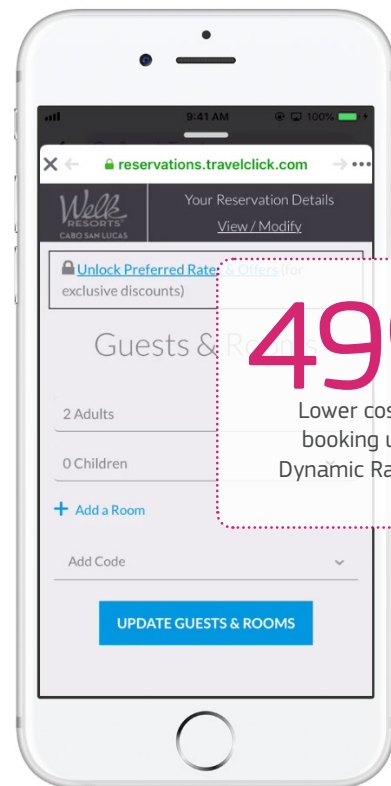 9:41 AM 100%
reservations.travelclick.com
Welk
RESORTS®
CABO SAN LUCAS
Your Reservation Details
View / Modify
Unlock Preferred Rates & Offers (for
exclusive discounts)
Guests & Rooms
49
2 Adults
Lower
booking
Dynamic
0 Children
+ Add a Room
Add Code
UPDATE GUESTS & ROOMS